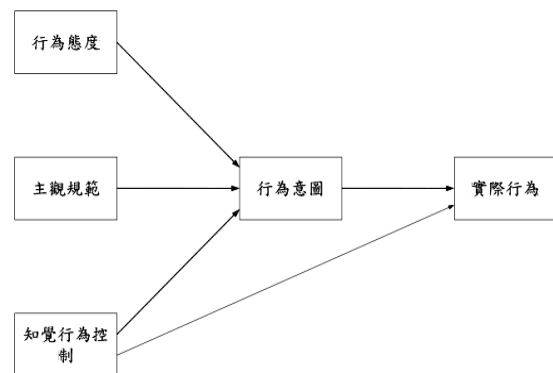 行為態度
主觀規範
行為意圖
實際行為
知覺行為控
制